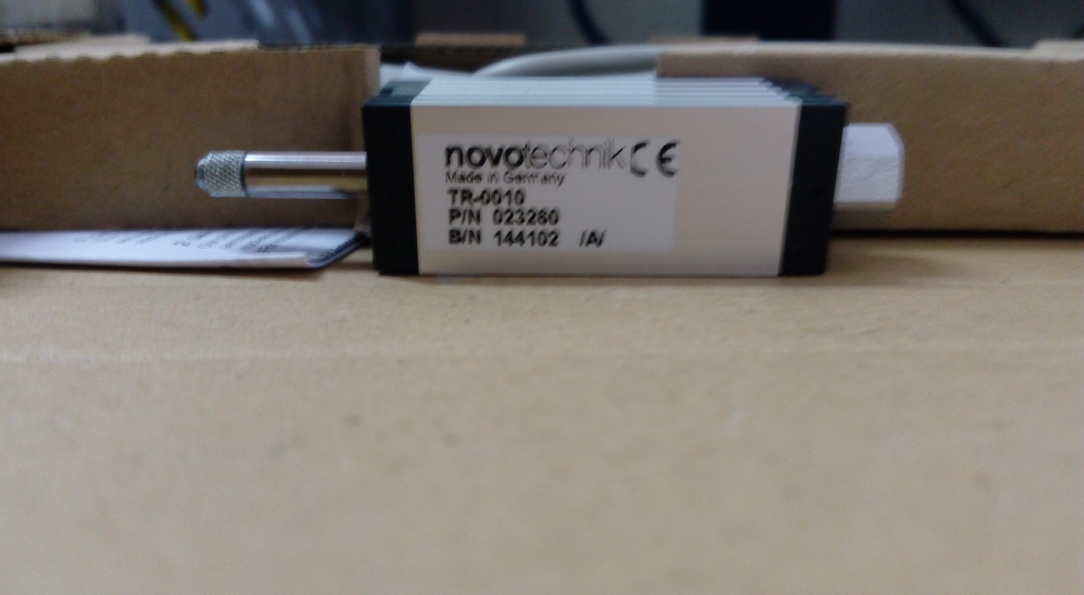 novotechnik CE
Made in Germany
TR-0010
P/N 023260
B/N 144102 /A/